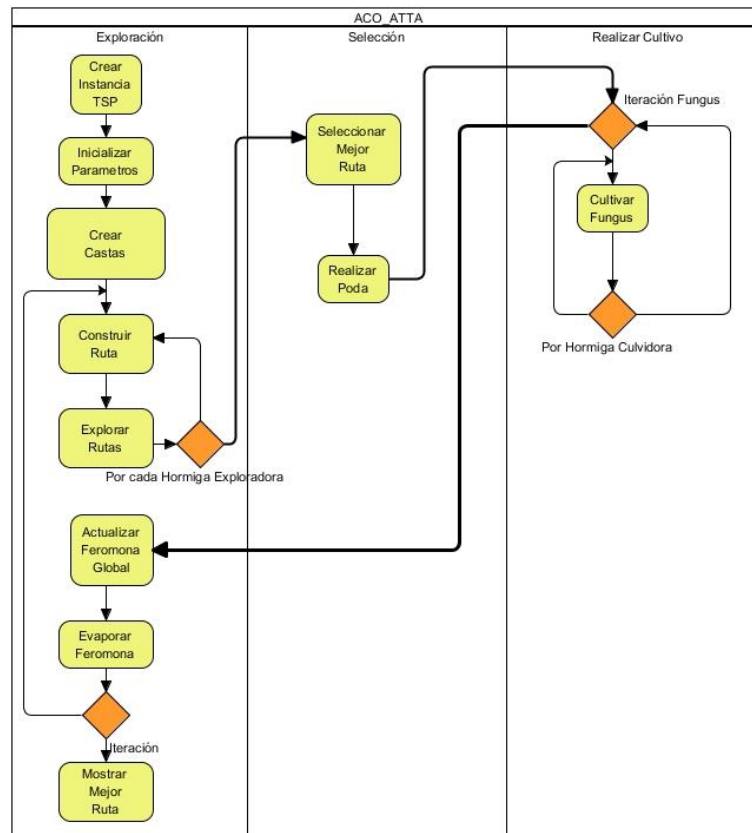 ACO_ATTA
Exploración
Selección
Realizar Cultivo
Crear
Instancia
TSP
Inicializar
Parametros
Crear
Castas
Construir
Ruta
Explorar
Rutas
Por cada Hormiga Exploradora
Actualizar
Feromona
Global
Evaporar
Feromona
Iteración
Mostrar
Mejor
Ruta
Seleccionar
Mejor
Ruta
Realizar
Poda
Iteración Fungus
Cultivar
Fungus
Por Hormiga Culvidora